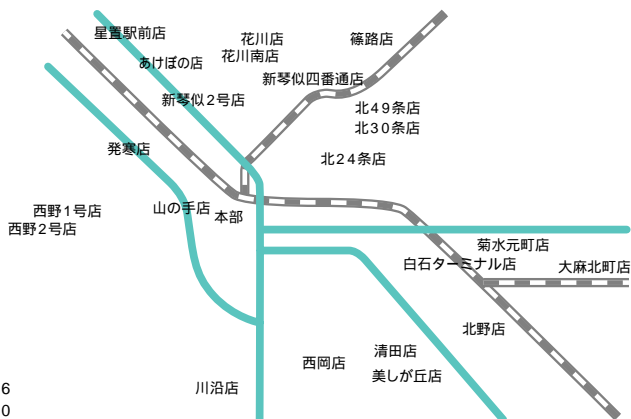 星置駅前店
花川店
篠路店
花川南店
あけぼの店
新琴似四番通店
新琴似2号店
北49条店
北30条店
発寒店
北24条店
西野1号店
山の手店
本部
西野2号店
菊水元町店
白石ターミナル店
大麻北町店
北野店
清田店
西岡店
美しが丘店
川沿店
6
0